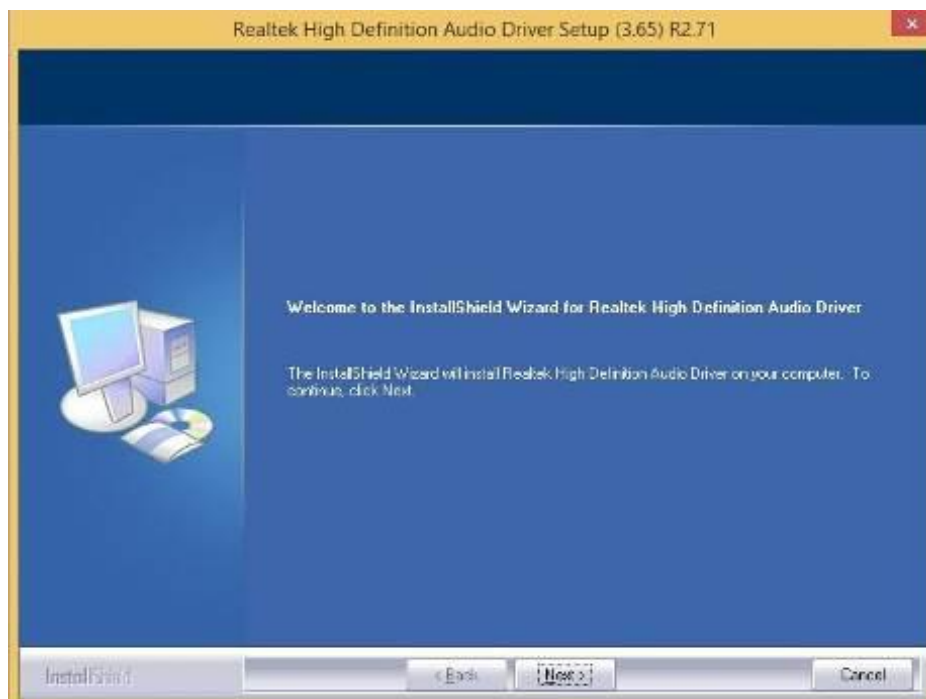 Realtek High Definition Audio Driver Setup (3.65) R2.71
Welcome to the InstallShield Wizard for Realtek High Definition Audio Driver
The InstallShield Wizard will install Realtek High Definition Audio Driver on your computer. To
continue, click Next.
InstallShield
< Back
Next >
Cancel